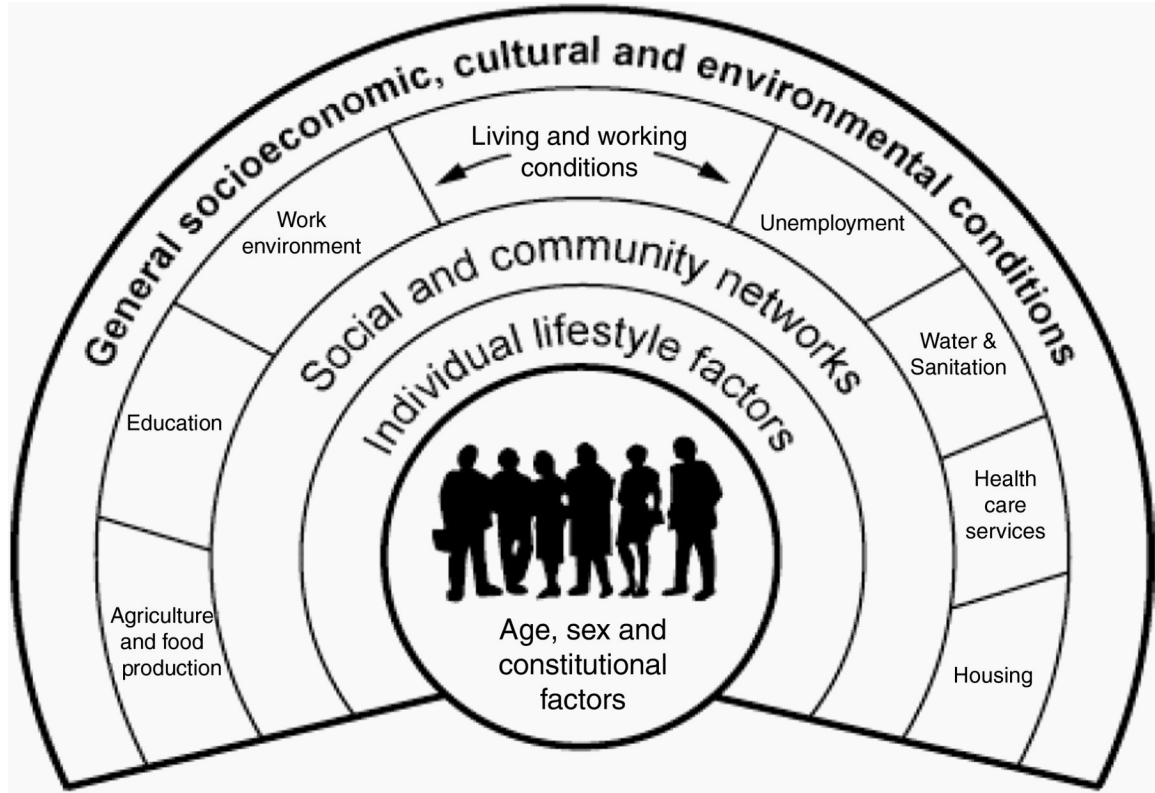 General socioeconomic, cultural and environmental conditions
Living and working
conditions
Work
environment
Unemployment
Education
Water &
Sanitation
Agriculture
and food
production
Health
care
services
Housing
Social and community networks
Individual lifestyle factors
Age, sex and
constitutional
factors